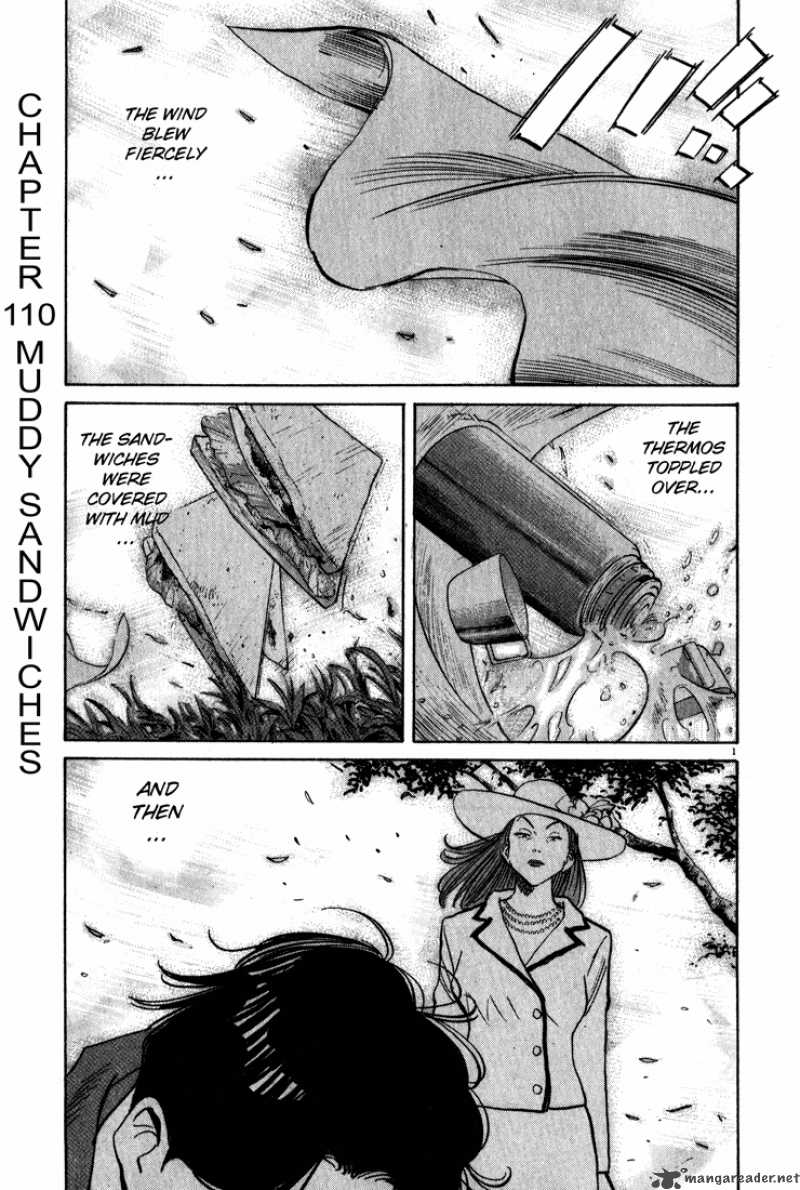 CHAPTER 110 MUDDY SANDWICHES
THE WIND
BLEW
FIERCELY
...
THE SAND-
WICHES
WERE
COVERED
WITH MUD
...
THE
THERMOS
TOPPLED
OVER...
1
AND
THEN
...
mangareader.net